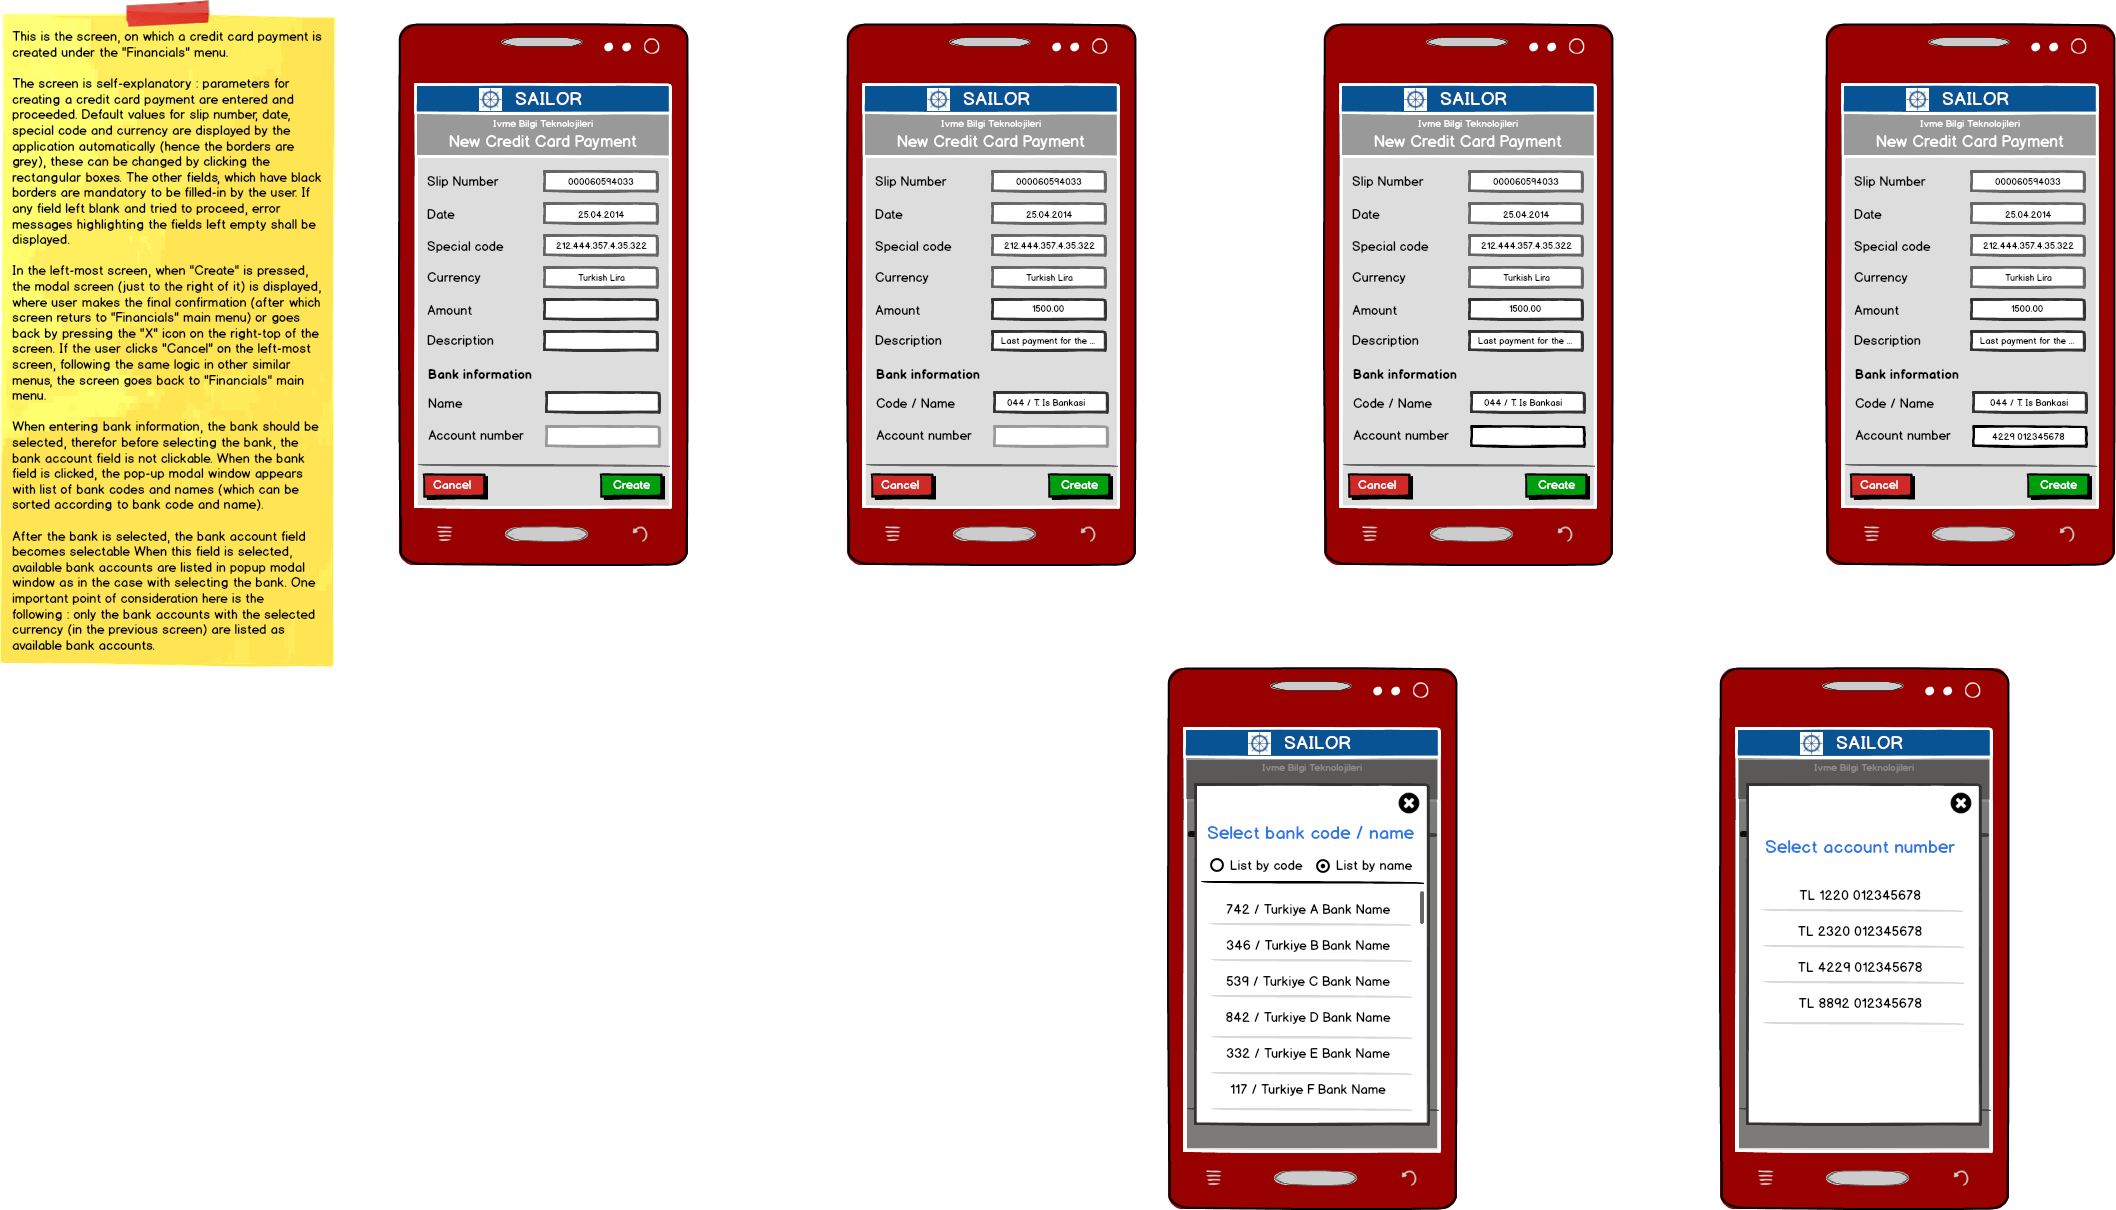 This is the screen, on which a credit card payment is
created under the "Financials" menu.
The screen is self-explanatory : parameters for
creating a credit card payment are entered and
proceeded. Default values for slip number, date,
special code and currency are displayed by the
application automatically (hence the borders are
grey), these can be changed by clicking the
rectangular boxes. The other fields, which have black
borders are mandatory to be filled-in by the user. If
any field left blank and tried to proceed, error
messages highlighting the fields left empty shall be
displayed.
In the left-most screen, when "Create" is pressed,
the modal screen (just to the right of it) is displayed,
where user makes the final confirmation (after which
screen returs to "Financials" main menu) or goes
back by pressing the "X" icon on the right-top of the
screen. If the user clicks "Cancel" on the left-most
screen, following the same logic in other similar
menus, the screen goes back to "Financials" main
menu.
When entering bank information, the bank should be
selected, therefor before selecting the bank, the
bank account field is not clickable. When the bank
field is clicked, the pop-up modal window appears
with list of bank codes and names (which can be
sorted according to bank code and name).
After the bank is selected, the bank account field
becomes selectable When this field is selected,
available bank accounts are listed in popup modal
window as in the case with selecting the bank. One
important point of consideration here is the
following : only the bank accounts with the selected
currency (in the previous screen) are listed as
available bank accounts.
SAILOR
Ivme Bilgi Teknolojileri
New Credit Card Payment
Slip Number 000060594033
Date 25.04.2014
Special code 212.444.357.4.35.322
Currency Turkish Lira
Amount
Description
Bank information
Name
Account number
Cancel Create
SAILOR
Ivme Bilgi Teknolojileri
New Credit Card Payment
Slip Number 000060594033
Date 25.04.2014
Special code 212.444.357.4.35.322
Currency Turkish Lira
Amount 1500.00
Description Last payment for the ...
Bank information
Code / Name 044 / T. Is Bankasi
Account number
Cancel Create
SAILOR
Ivme Bilgi Teknolojileri
New Credit Card Payment
Slip Number 000060594033
Date 25.04.2014
Special code 212.444.357.4.35.322
Currency Turkish Lira
Amount 1500.00
Description Last payment for the ...
Bank information
Code / Name 044 / T. Is Bankasi
Account number
Cancel Create
SAILOR
Ivme Bilgi Teknolojileri
New Credit Card Payment
Slip Number 000060594033
Date 25.04.2014
Special code 212.444.357.4.35.322
Currency Turkish Lira
Amount 1500.00
Description Last payment for the ...
Bank information
Code / Name 044 / T. Is Bankasi
Account number 4229 012345678
Cancel Create
SAILOR
Ivme Bilgi Teknolojileri
Select bank code / name
List by code List by name
742 / Turkiye A Bank Name
346 / Turkiye B Bank Name
539 / Turkiye C Bank Name
842 / Turkiye D Bank Name
332 / Turkiye E Bank Name
117 / Turkiye F Bank Name
SAILOR
Ivme Bilgi Teknolojileri
Select account number
TL 1220 012345678
TL 2320 012345678
TL 4229 012345678
TL 8892 012345678